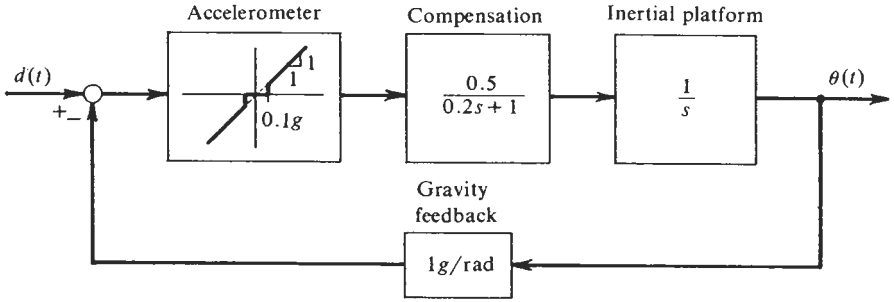 Accelerometer
Compensation
Inertial platform
d(t)
+
−
1
1
0.1g
0.5
0.2s + 1
1
s
θ(t)
Gravity
feedback
1g/rad